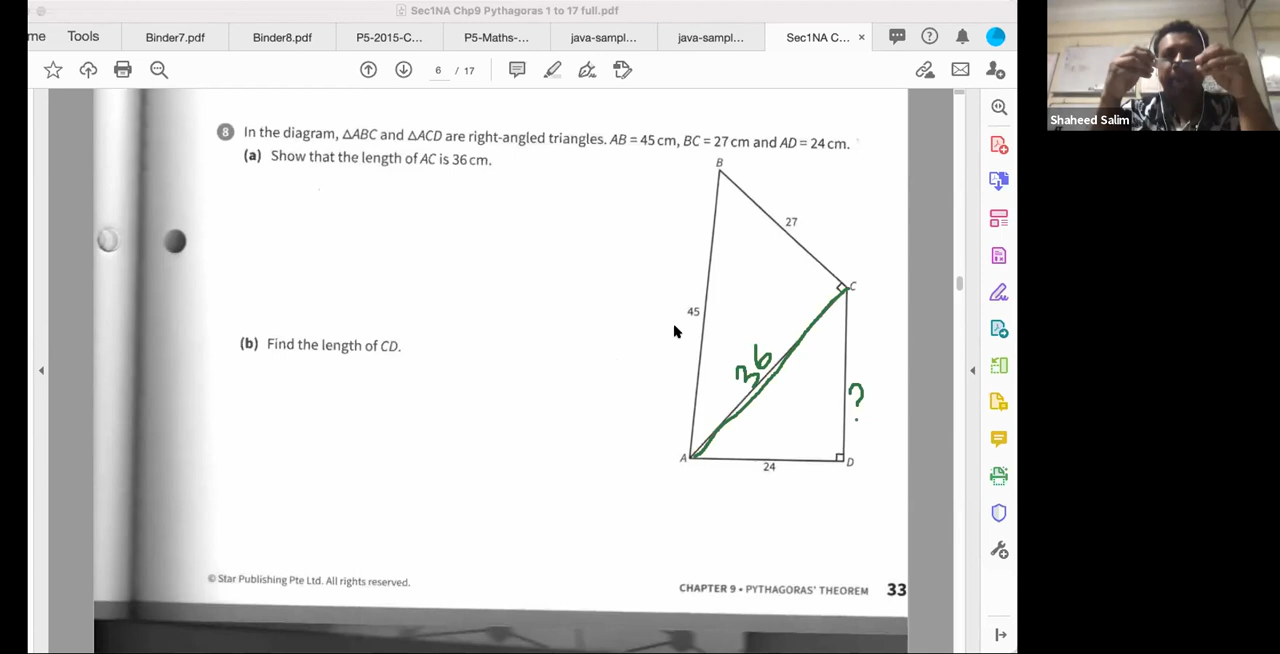 Sec1NA Chp9 Pythagoras 1 to 17 full.pdf
me Tools Binder7.pdf Binder8.pdf P5-2015-C... P5-Maths-... java-sampl... java-sampl... Sec1NA C... ×
6 / 17
Shaheed Salim
8 In the diagram, △ABC and △ACD are right-angled triangles. AB = 45 cm, BC = 27 cm and AD = 24 cm.
(a) Show that the length of AC is 36 cm.
B
27
C
45
36
?
(b) Find the length of CD.
A
24
D
© Star Publishing Pte Ltd. All rights reserved.
CHAPTER 9 • PYTHAGORAS' THEOREM 33